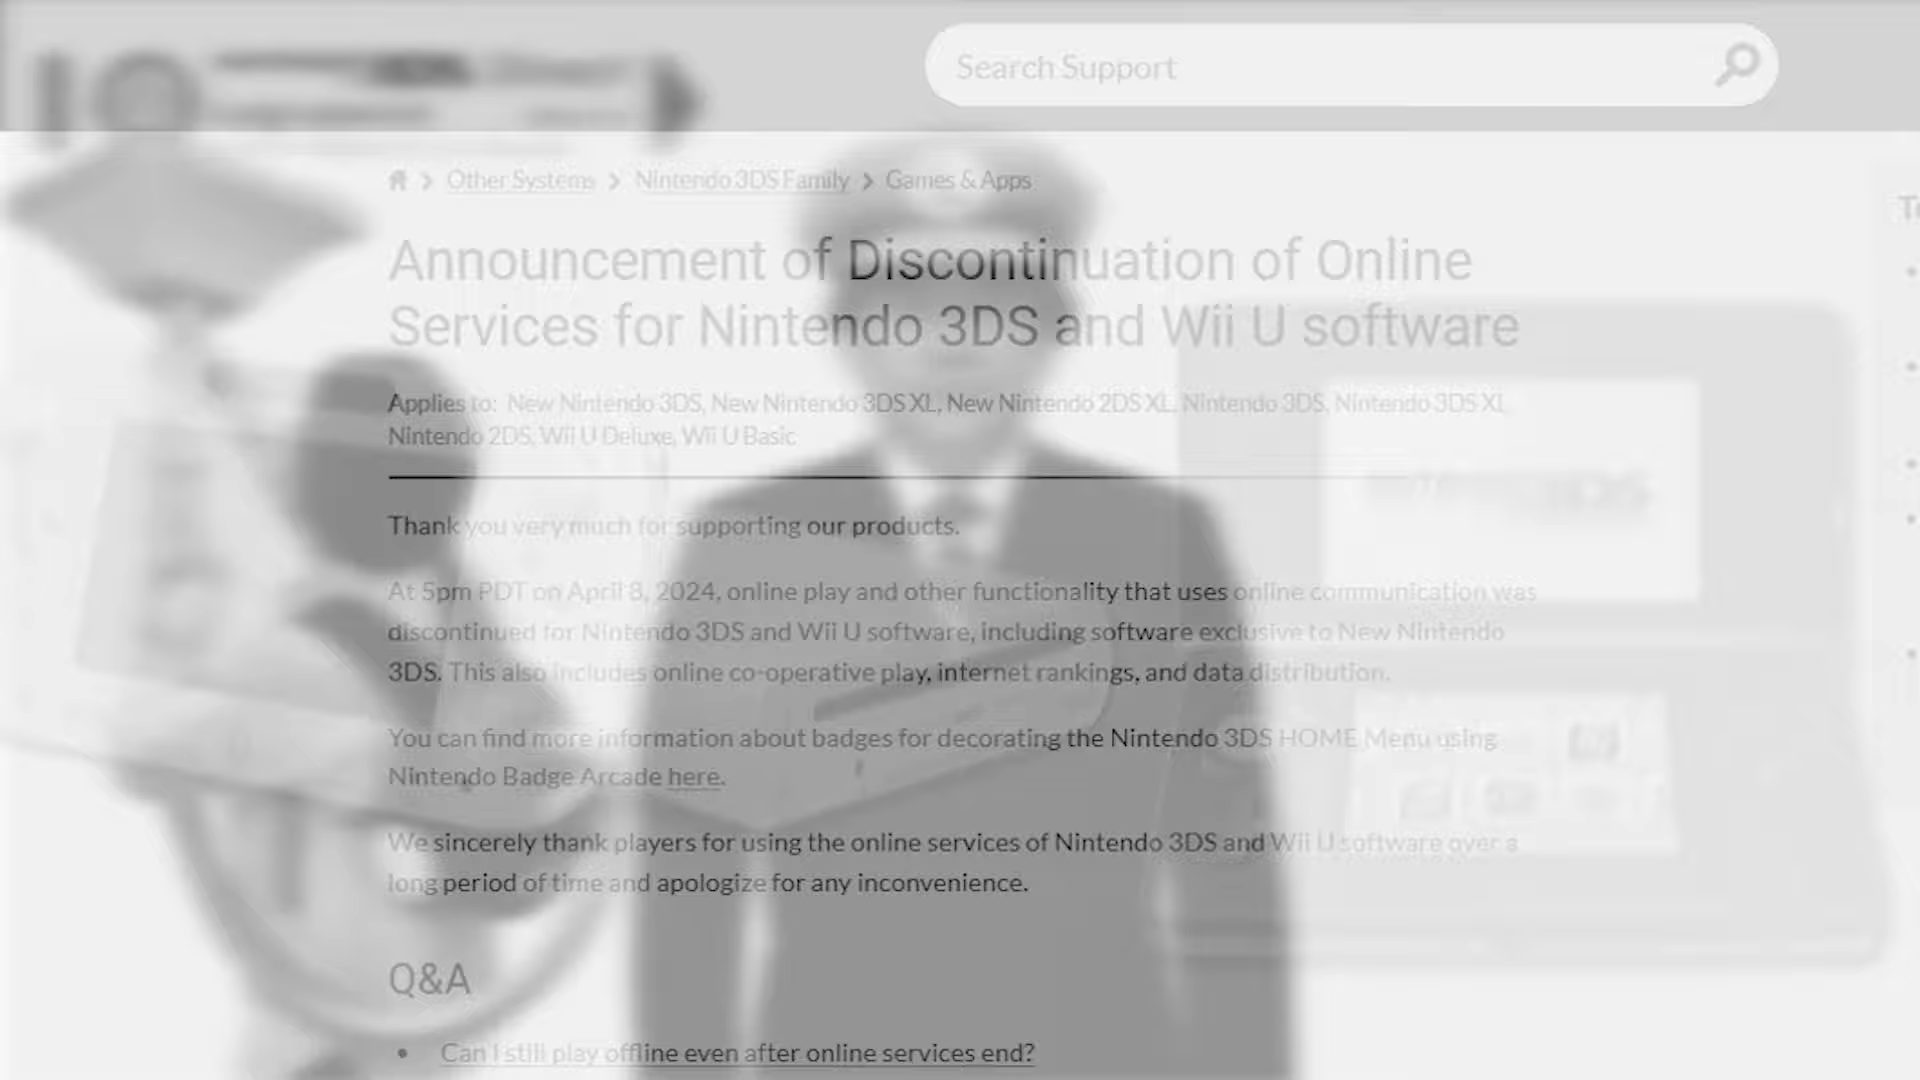 Search Support
Other Systems > Nintendo 3DS Family > Games & Apps
Announcement of Discontinuation of Online
Services for Nintendo 3DS and Wii U software
Applies to: New Nintendo 3DS, New Nintendo 3DS XL, New Nintendo 2DS XL, Nintendo 3DS, Nintendo 3DS XL
Nintendo 2DS, Wii U Deluxe, Wii U Basic
Thank you very much for supporting our products.
At 5pm PDT on April 8, 2024, online play and other functionality that uses online communication was
discontinued for Nintendo 3DS and Wii U software, including software exclusive to New Nintendo
3DS. This also includes online co-operative play, internet rankings, and data distribution.
You can find more information about badges for decorating the Nintendo 3DS HOME Menu using
Nintendo Badge Arcade here.
We sincerely thank players for using the online services of Nintendo 3DS and Wii U software over a
long period of time and apologize for any inconvenience.
Q&A
• Can I still play offline even after online services end?